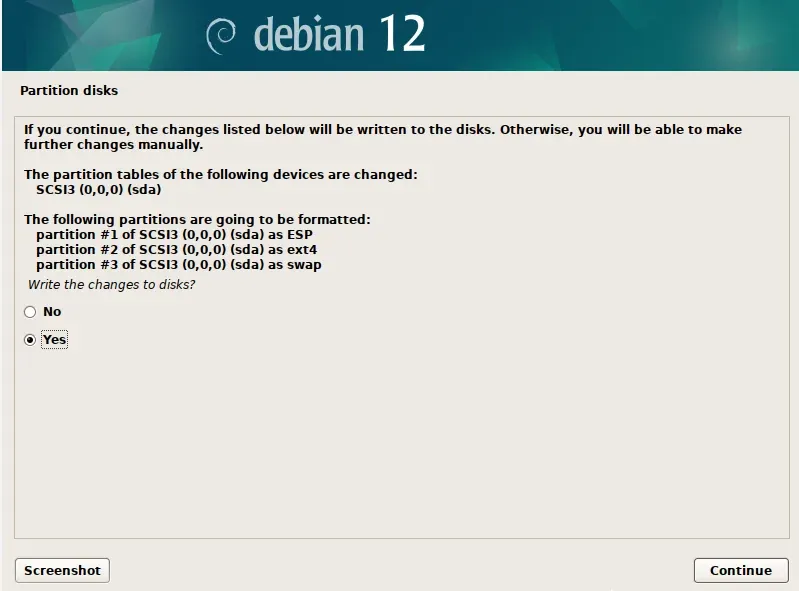 debian 12
Partition disks
If you continue, the changes listed below will be written to the disks. Otherwise, you will be able to make
further changes manually.
The partition tables of the following devices are changed:
SCSI3 (0,0,0) (sda)
The following partitions are going to be formatted:
partition #1 of SCSI3 (0,0,0) (sda) as ESP
partition #2 of SCSI3 (0,0,0) (sda) as ext4
partition #3 of SCSI3 (0,0,0) (sda) as swap
Write the changes to disks?
No
Yes
Screenshot
Continue